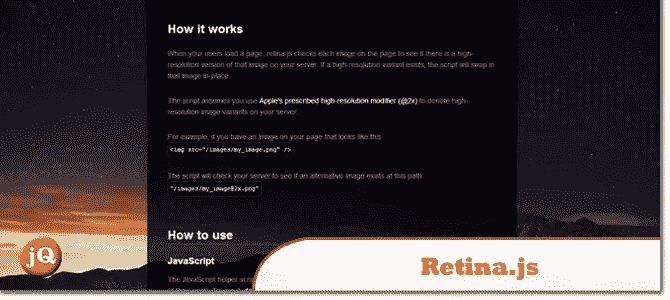 How it works
When your users load a page, retina.js checks each image on the page to see if there is a high-
resolution version of that image on your server. If a high-resolution variant exists, the script will swap in
that image in-place.
The script assumes you use Apple's prescribed high-resolution modifier (@2x) to denote high-
resolution image variants on your server.
For example, if you have an image on your page that looks like this:
<img src="/images/my_image.png" />
The script will check your server to see if an alternative image exists at this path:
"/images/my_image@2x.png"
How to use
JavaScript
The JavaScript helper script
jQ
Retina.js